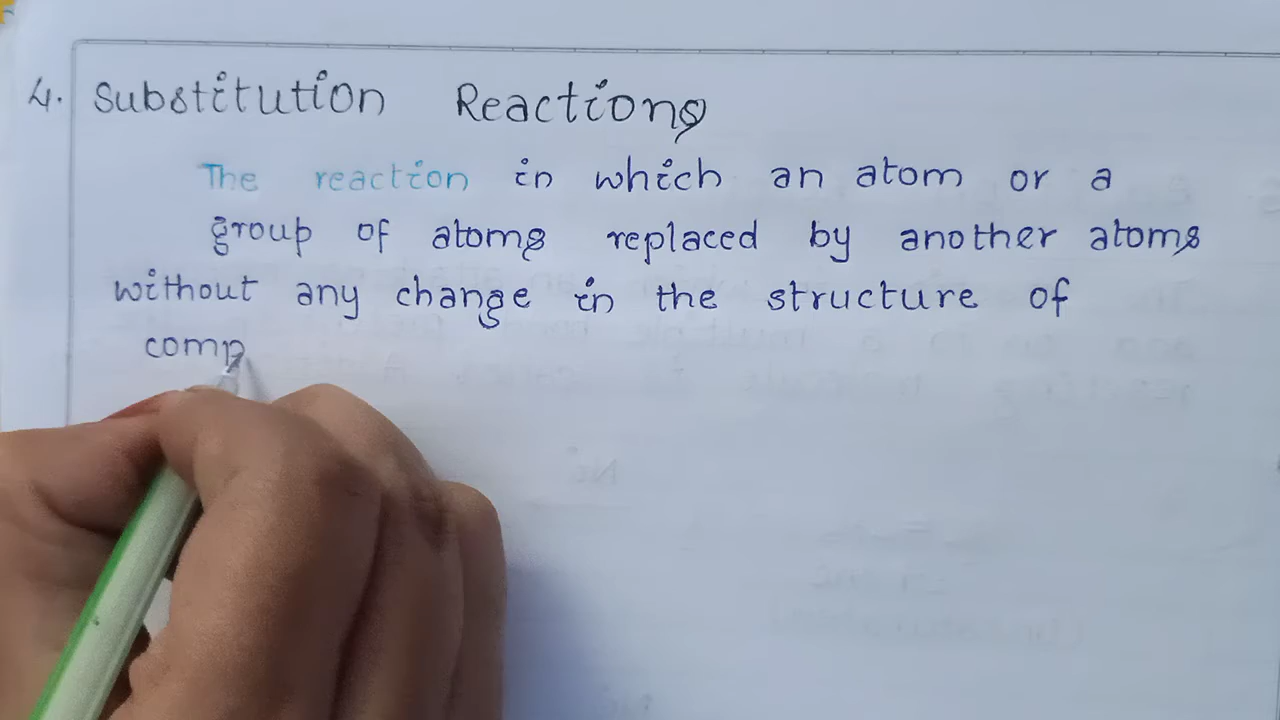 4. Substitution Reactions
The reaction in which an atom or a
group of atoms replaced by another atoms
without any change in the structure of
comp